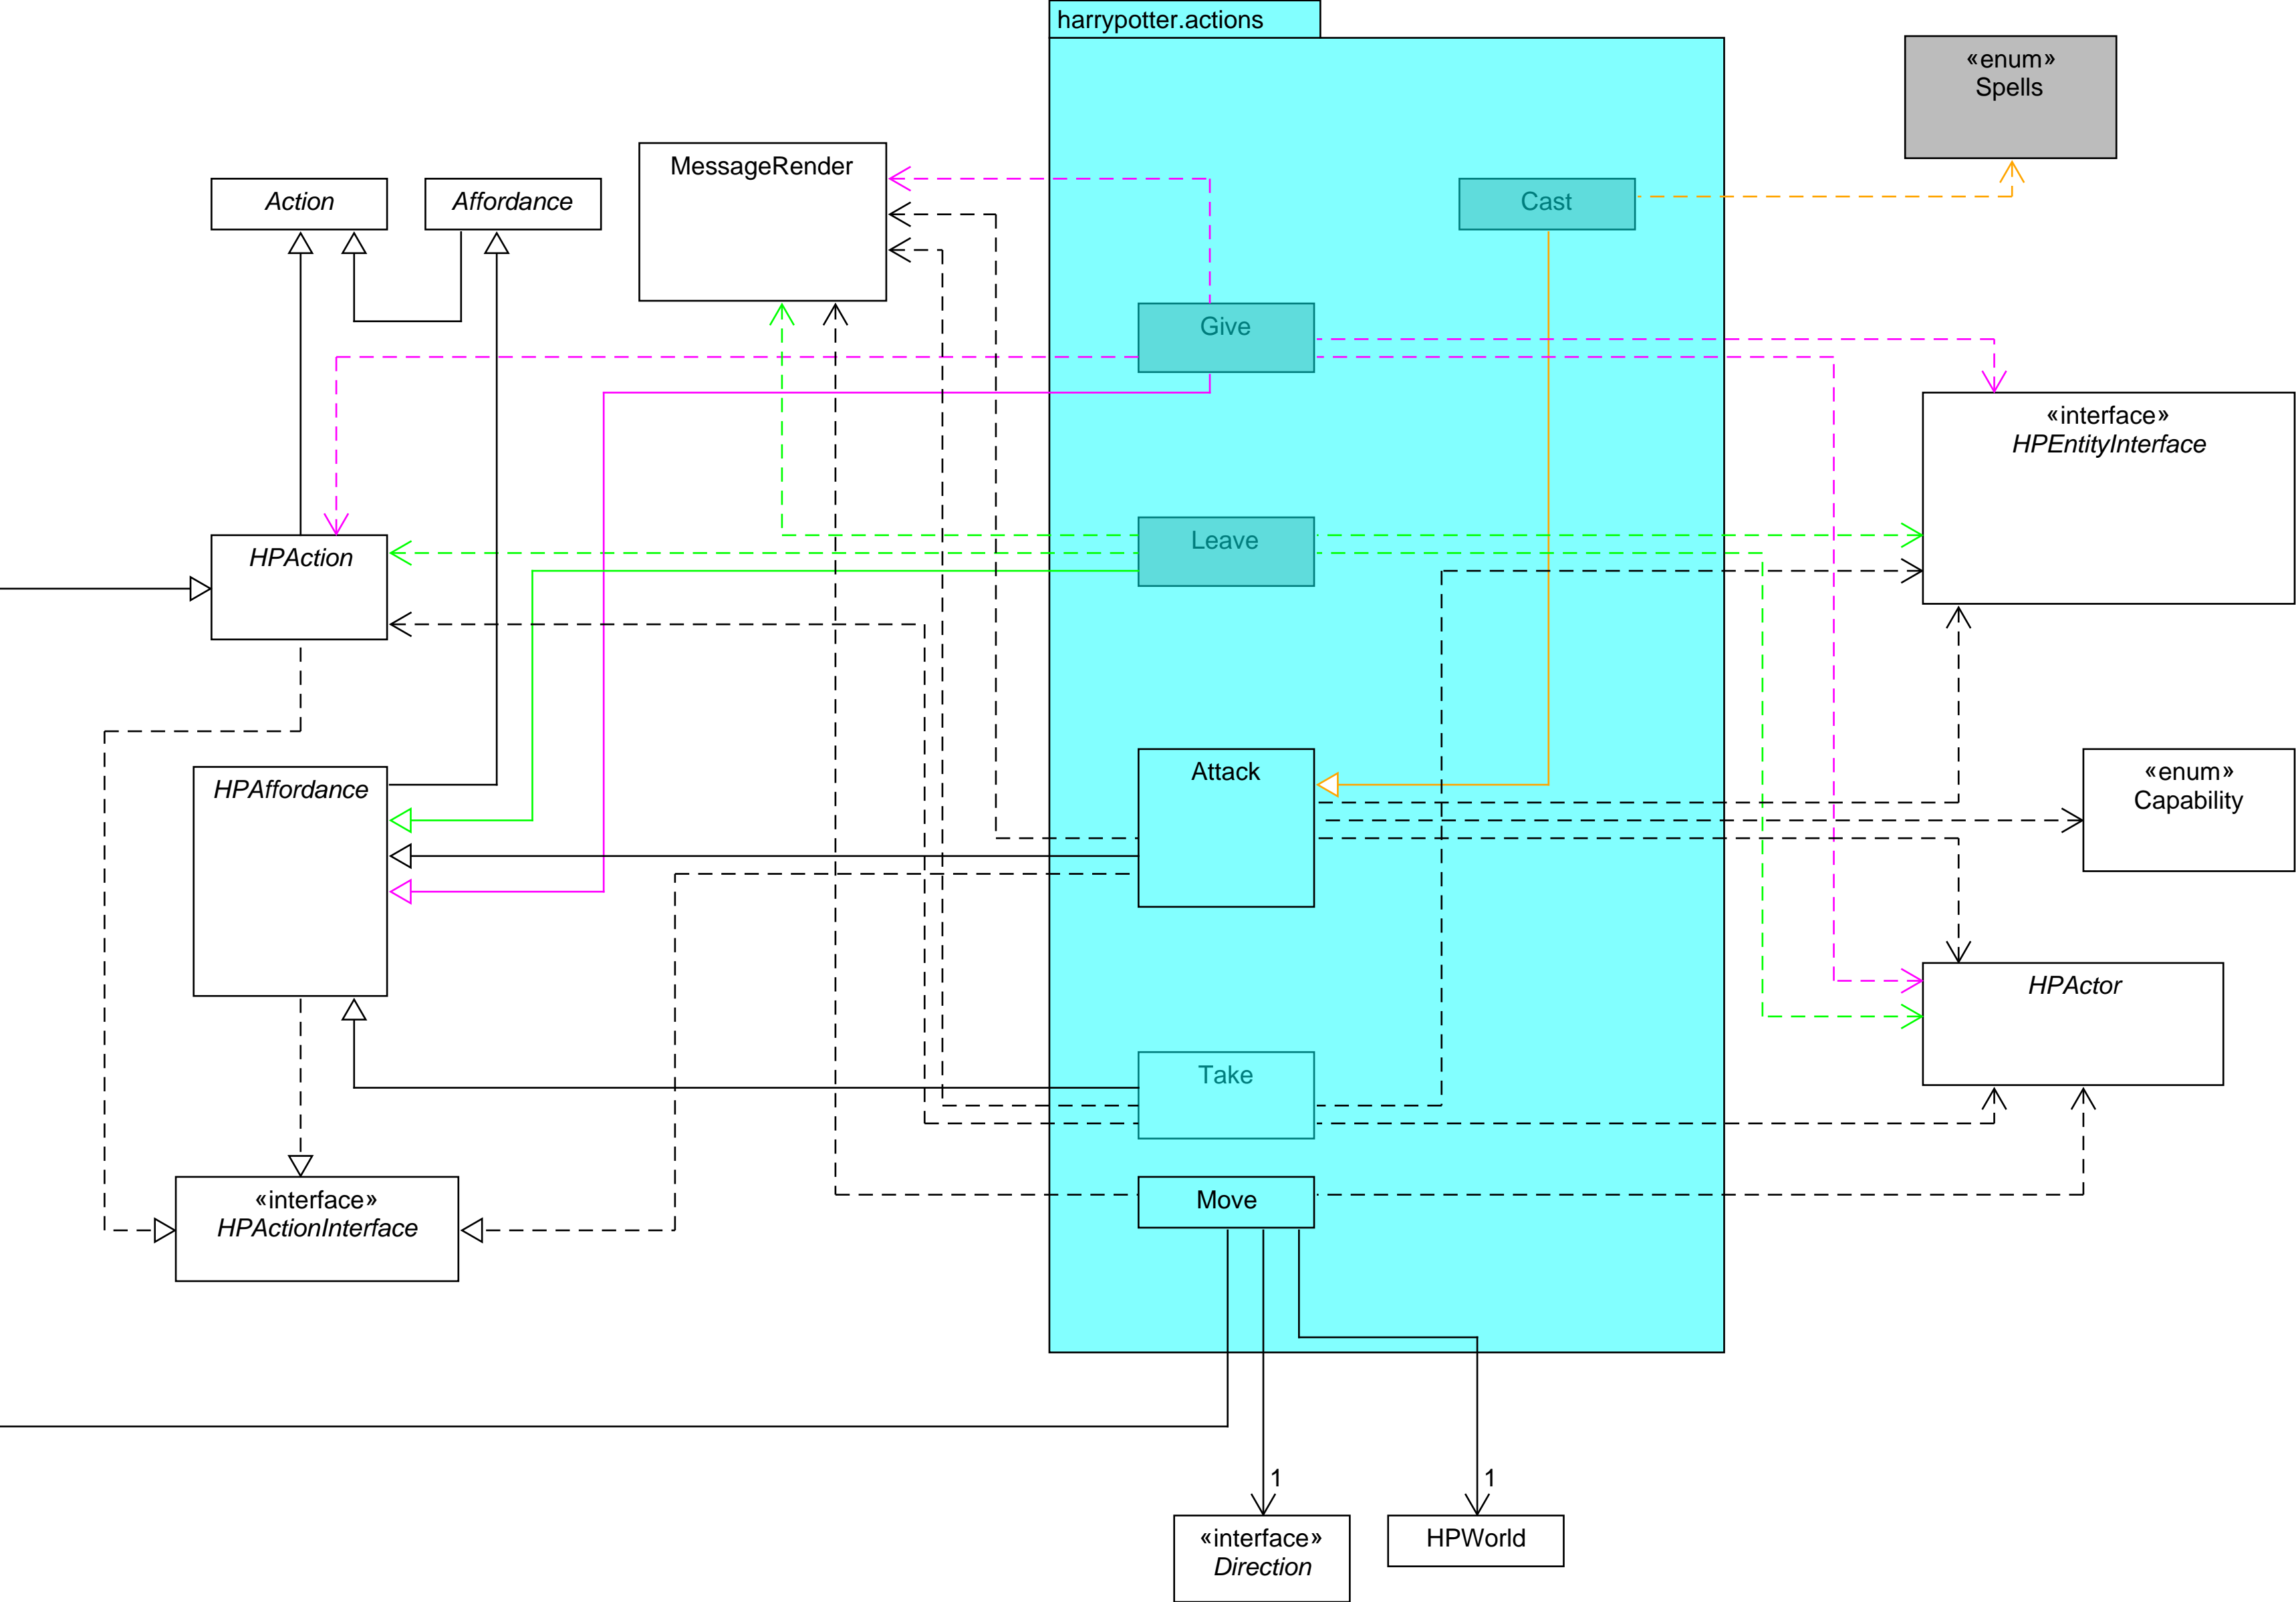 harrypotter.actions
«enum»
Spells
MessageRender
Action
Affordance
Cast
Give
«interface»
HPEntityInterface
Leave
HPAction
Attack
«enum»
Capability
HPAffordance
HPActor
Take
«interface»
HPActionInterface
Move
1
1
«interface»
Direction
HPWorld